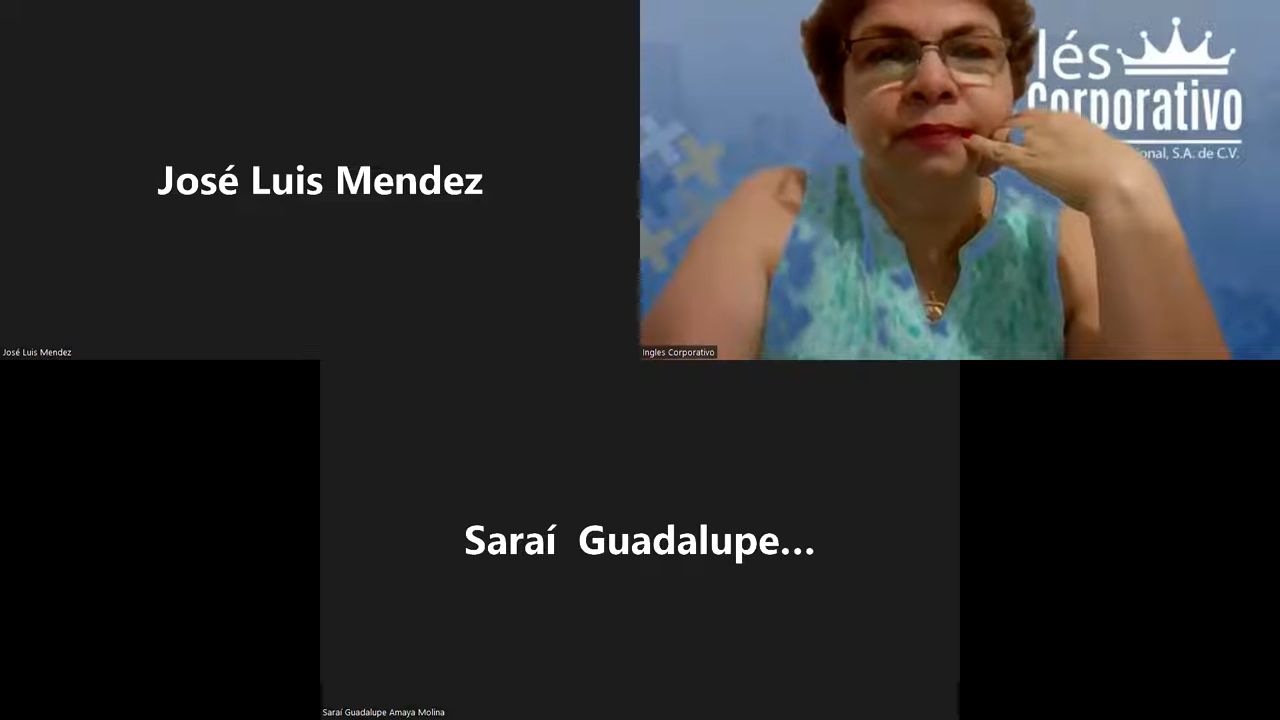 José Luis Mendez
lés
Corporativo
onal, S.A. de C.V.
José Luis Mendez
Ingles Corporativo
Saraí Guadalupe...
Saraí Guadalupe Amaya Molina